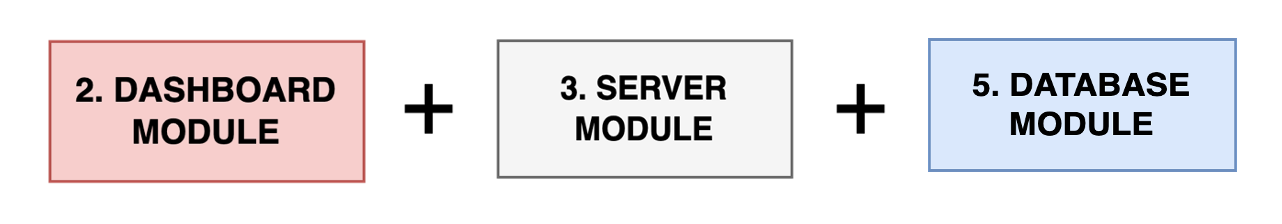 2. DASHBOARD
MODULE
+
3. SERVER
MODULE
+
5. DATABASE
MODULE